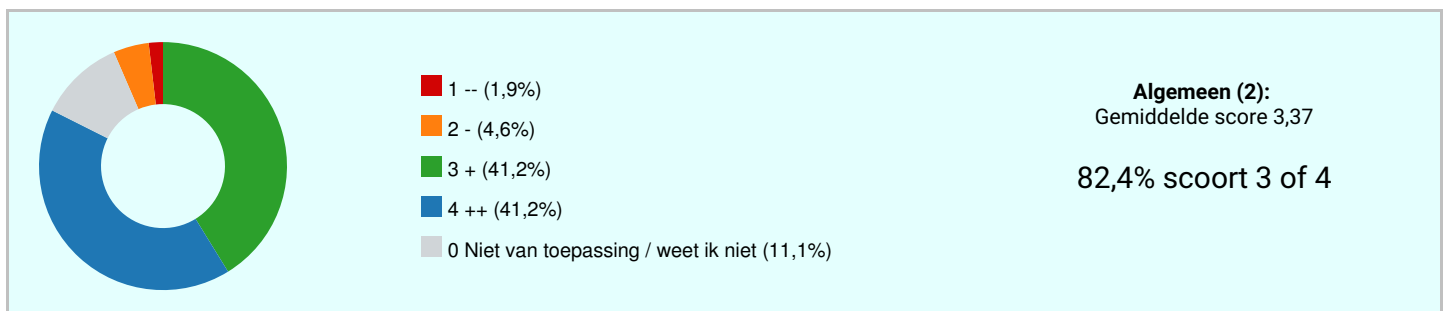 1 -- (1,9%)
2 - (4,6%)
3 + (41,2%)
4 ++ (41,2%)
0 Niet van toepassing / weet ik niet (11,1%)
Algemeen (2):
Gemiddelde score 3,37
82,4% scoort 3 of 4